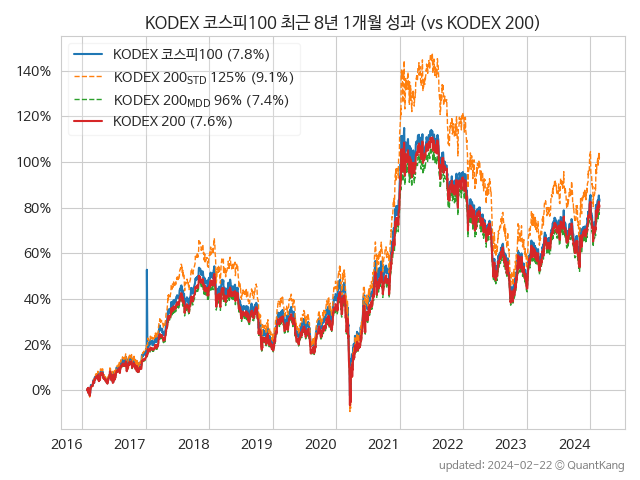 KODEX 코스피100 최근 8년 1개월 성과 (vs KODEX 200)
KODEX 코스피100 (7.8%)
KODEX 200STD 125% (9.1%)
KODEX 200MDD 96% (7.4%)
KODEX 200 (7.6%)
140%
120%
100%
80%
60%
40%
20%
0%
2016 2017 2018 2019 2020 2021 2022 2023 2024
updated: 2024-02-22 © QuantKang